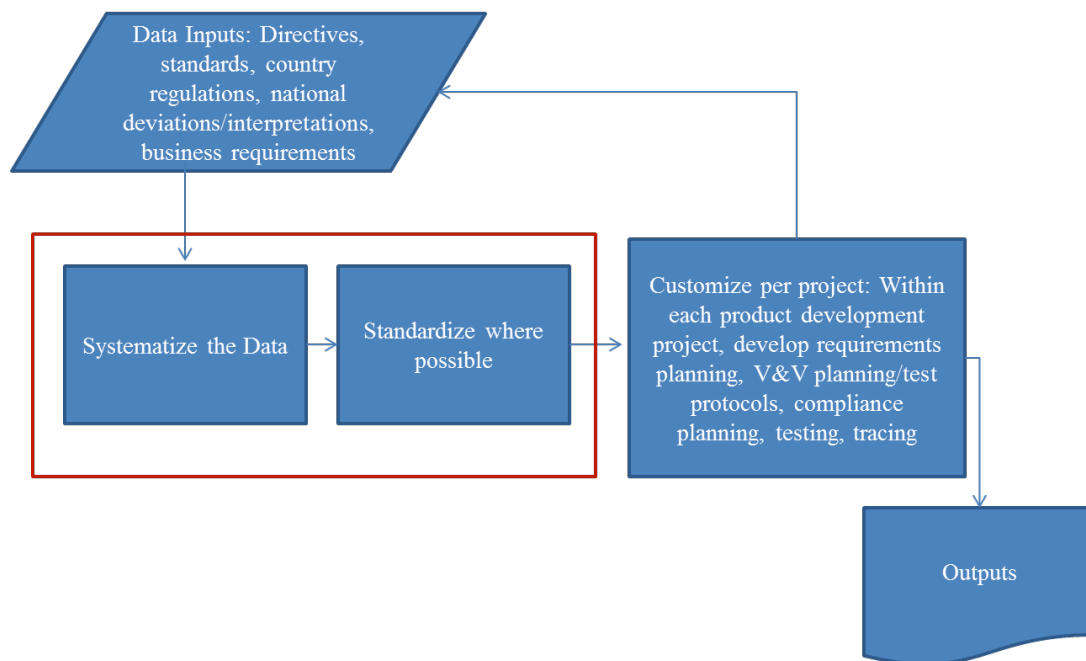 Data Inputs: Directives,
standards, country
regulations, national
deviations/interpretations,
business requirements
Systematize the Data
Standardize where
possible
Customize per project: Within
each product development
project, develop requirements
planning, V&V planning/test
protocols, compliance
planning, testing, tracing
Outputs